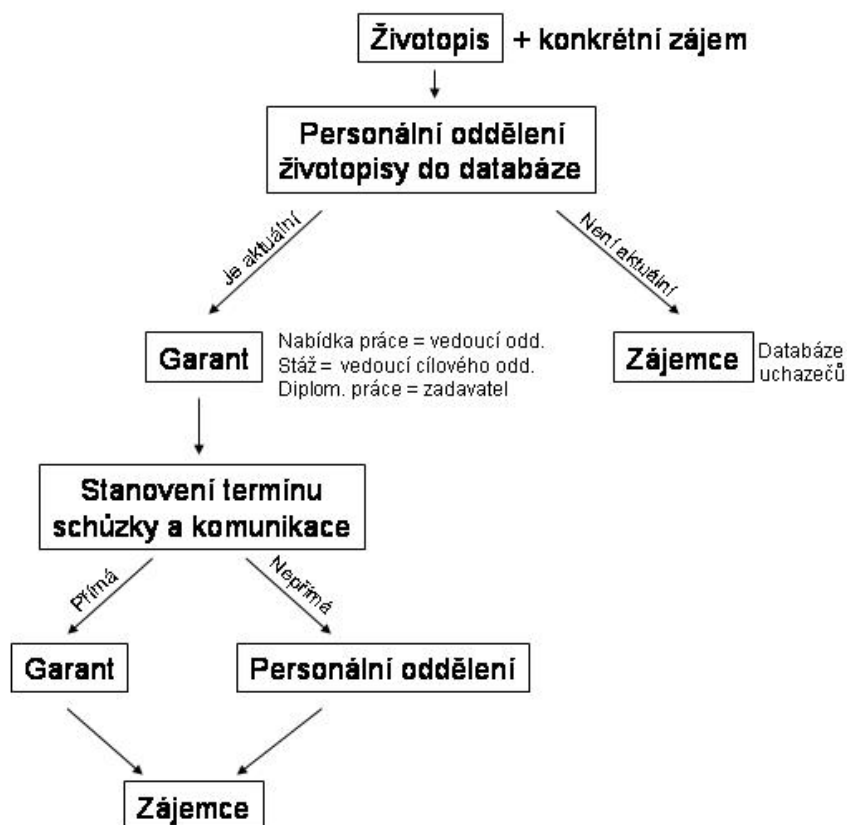 Životopis + konkrétní zájem
Personální oddělení
životopisy do databáze
Je aktuální
Není aktuální
Garant
Nabídka práce = vedoucí odd.
Stáž = vedoucí cílového odd.
Diplom. práce = zadavatel
Zájemce
Databáze
uchazečů
Stanovení termínu
schůzky a komunikace
Přímá
Nepřímá
Garant
Personální oddělení
Zájemce